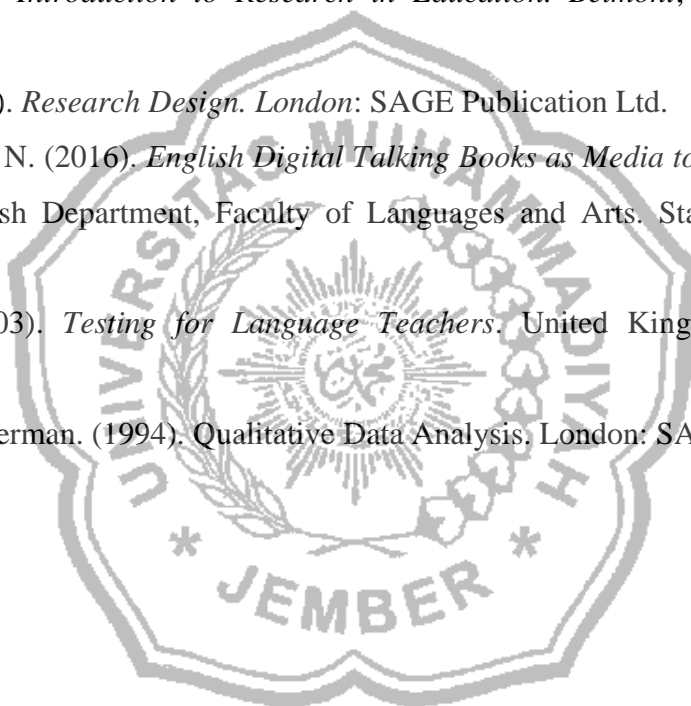 Introduction to Research in Education. Belmont,
). Research Design. London: SAGE Publication Ltd.
N. (2016). English Digital Talking Books as Media to
sh Department, Faculty of Languages and Arts. Sta
03). Testing for Language Teachers. United King
erman. (1994). Qualitative Data Analysis. London: SA
UNIVERSITAS MUHAMMADIYAH
* JEMBER *